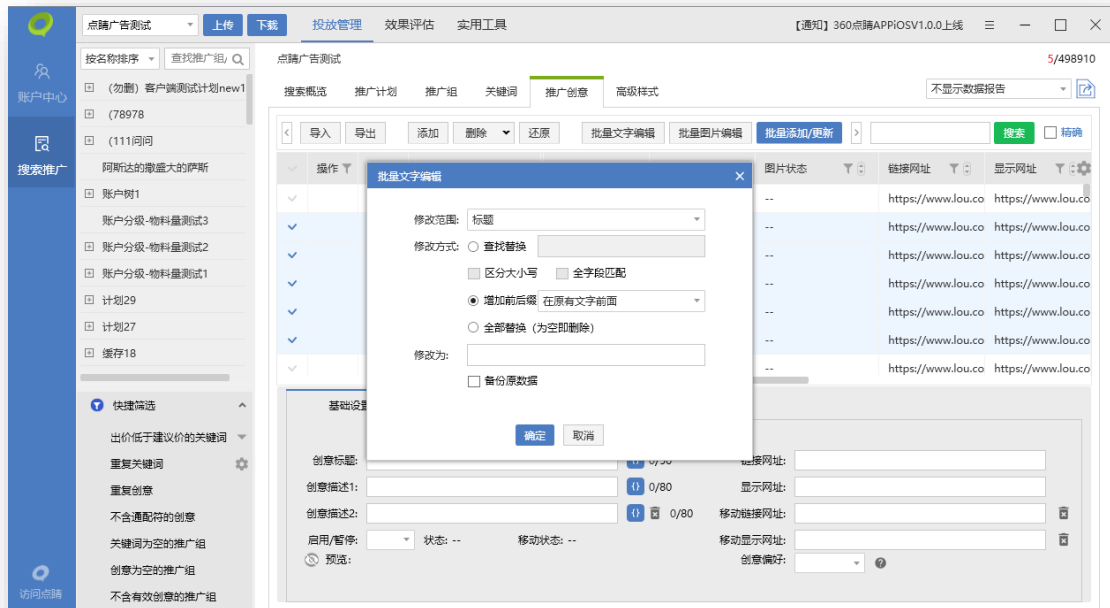 点睛广告测试 上传 下载 投放管理 效果评估 实用工具 【通知】360点睛APPiOSV1.0.0上线
按名称排序 查找推广组/ 点睛广告测试 5/498910
账户中心
搜索推广
访问点睛
(勿删) 客户端测试计划new1
(78978
(111问问
阿斯达的撒盛大的萨斯
账户树1
账户分级-物料量测试3
账户分级-物料量测试2
账户分级-物料量测试1
计划29
计划27
缓存18
快捷筛选
出价低于建议价的关键词
重复关键词
重复创意
不含通配符的创意
关键词为空的推广组
创意为空的推广组
不含有效创意的推广组
搜索概览 推广计划 推广组 关键词 推广创意 高级样式 不显示数据报告
导入 导出 添加 删除 还原 批量文字编辑 批量图片编辑 批量添加/更新 搜索 精确
操作 图片状态 链接网址 显示网址
-- https://www.lou.co https://www.lou.co
-- https://www.lou.co https://www.lou.co
-- https://www.lou.co https://www.lou.co
-- https://www.lou.co https://www.lou.co
-- https://www.lou.co https://www.lou.co
-- https://www.lou.co https://www.lou.co
-- https://www.lou.co https://www.lou.co
批量文字编辑
修改范围: 标题
修改方式: 查找替换
区分大小写 全字段匹配
增加前后缀 在原有文字前面
全部替换 (为空即删除)
修改为:
备份原数据
确定 取消
基础设置
创意标题: 0/50 链接网址:
创意描述1: 0/80 显示网址:
创意描述2: 0/80 移动链接网址:
启用/暂停: 状态: -- 移动状态: -- 移动显示网址:
预览: 创意偏好: